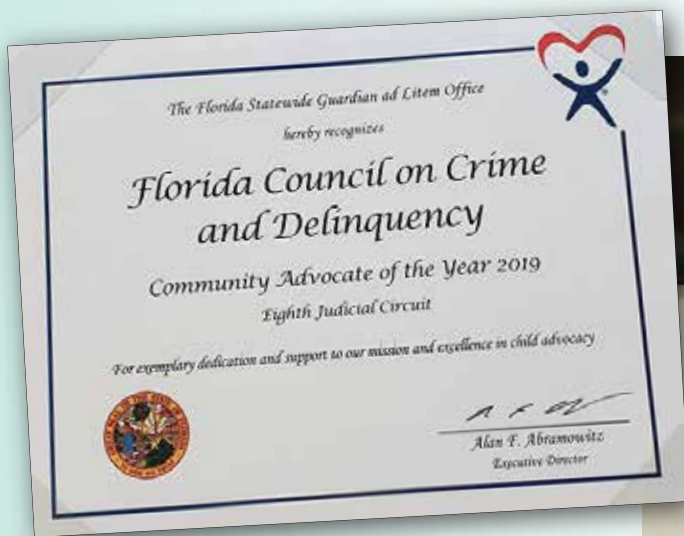 The Florida Statewide Guardian ad Litem Office
hereby recognizes
Florida Council on Crime
and Delinquency
Community Advocate of the Year 2019
Eighth Judicial Circuit
For exemplary dedication and support to our mission and excellence in child advocacy
Alan F. Abramowitz
Executive Director